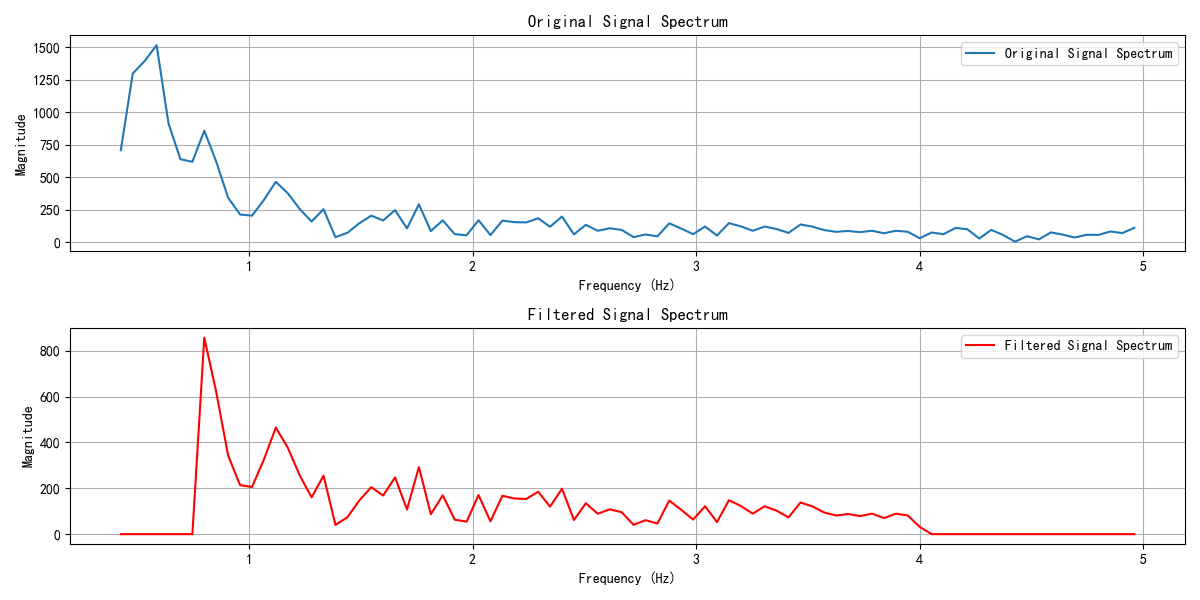 Original Signal Spectrum
1500
1250
1000
750
500
250
0
Magnitude
Original Signal Spectrum
1 2 3 4 5
Frequency (Hz)
Filtered Signal Spectrum
800
600
400
200
0
Magnitude
Filtered Signal Spectrum
1 2 3 4 5
Frequency (Hz)